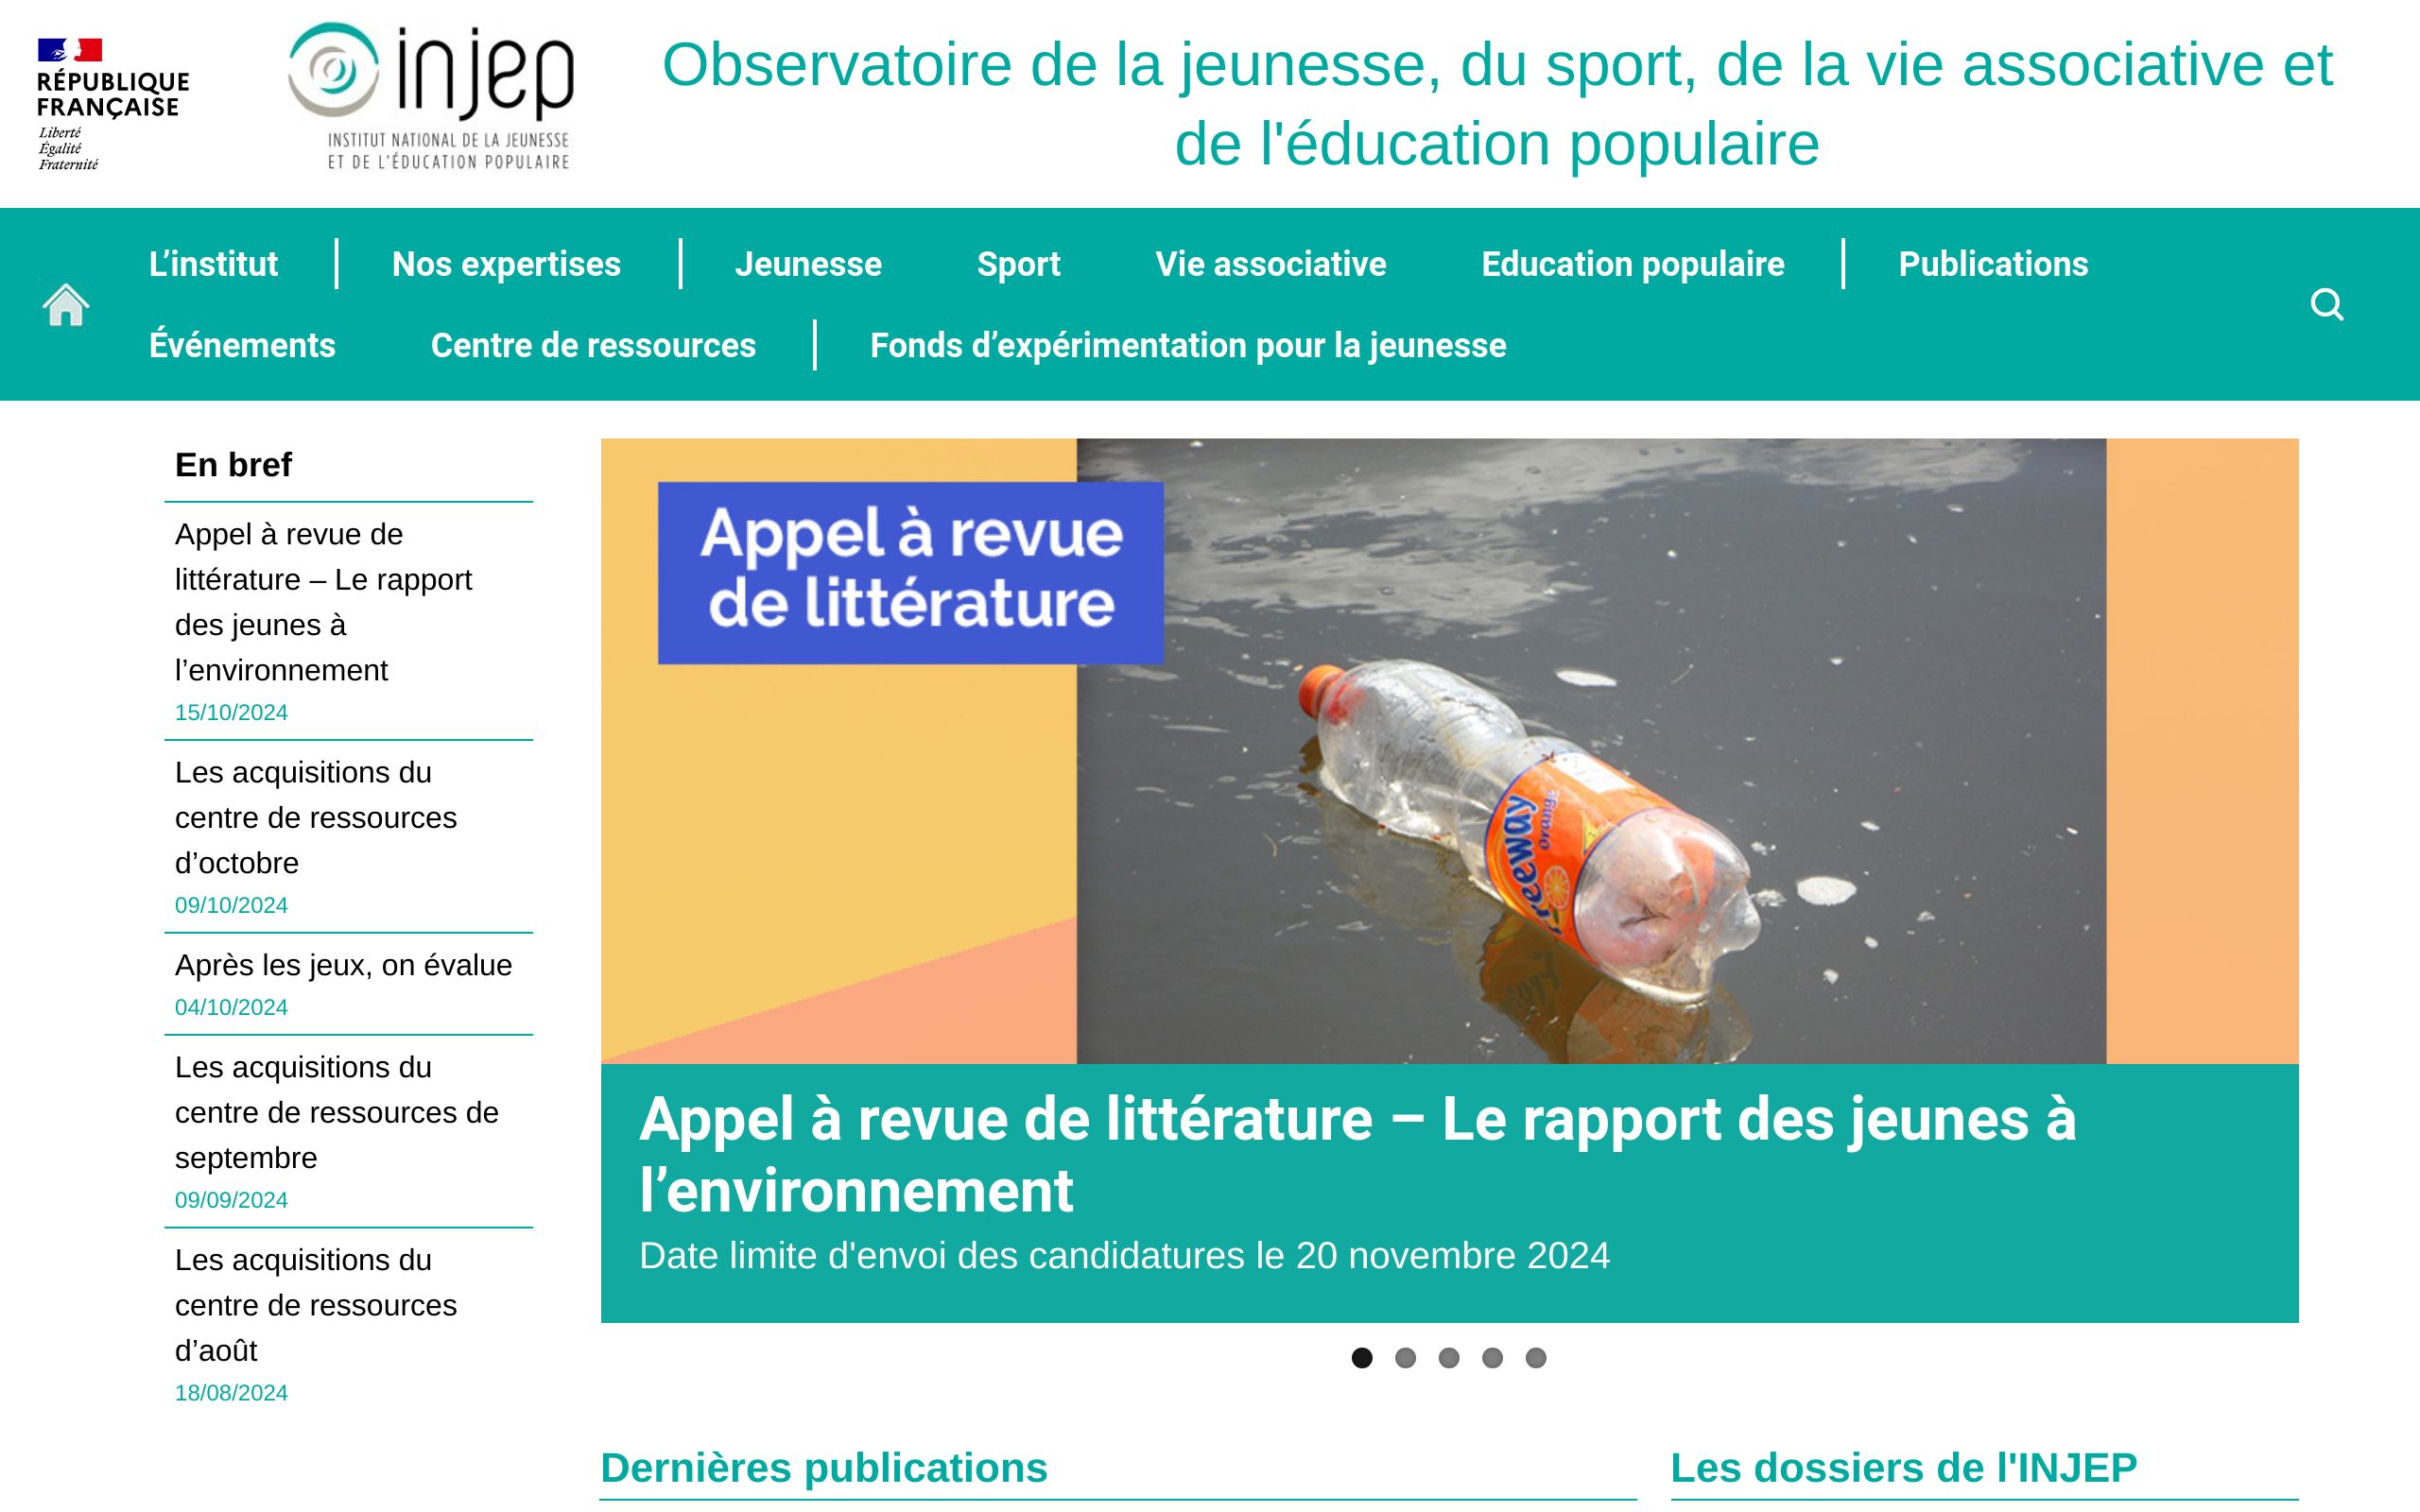 RÉPUBLIQUE
FRANÇAISE
Liberté
Égalité
Fraternité
injep
INSTITUT NATIONAL DE LA JEUNESSE
ET DE L'ÉDUCATION POPULAIRE
Observatoire de la jeunesse, du sport, de la vie associative et
de l'éducation populaire
L’institut
Nos expertises
Jeunesse
Sport
Vie associative
Education populaire
Publications
Événements
Centre de ressources
Fonds d’expérimentation pour la jeunesse
En bref
Appel à revue de
littérature – Le rapport
des jeunes à
l’environnement
15/10/2024
Les acquisitions du
centre de ressources
d’octobre
09/10/2024
Après les jeux, on évalue
04/10/2024
Les acquisitions du
centre de ressources de
septembre
09/09/2024
Les acquisitions du
centre de ressources
d’août
18/08/2024
Appel à revue
de littérature
freeway
orange
Appel à revue de littérature – Le rapport des jeunes à
l’environnement
Date limite d'envoi des candidatures le 20 novembre 2024
Dernières publications
Les dossiers de l'INJEP